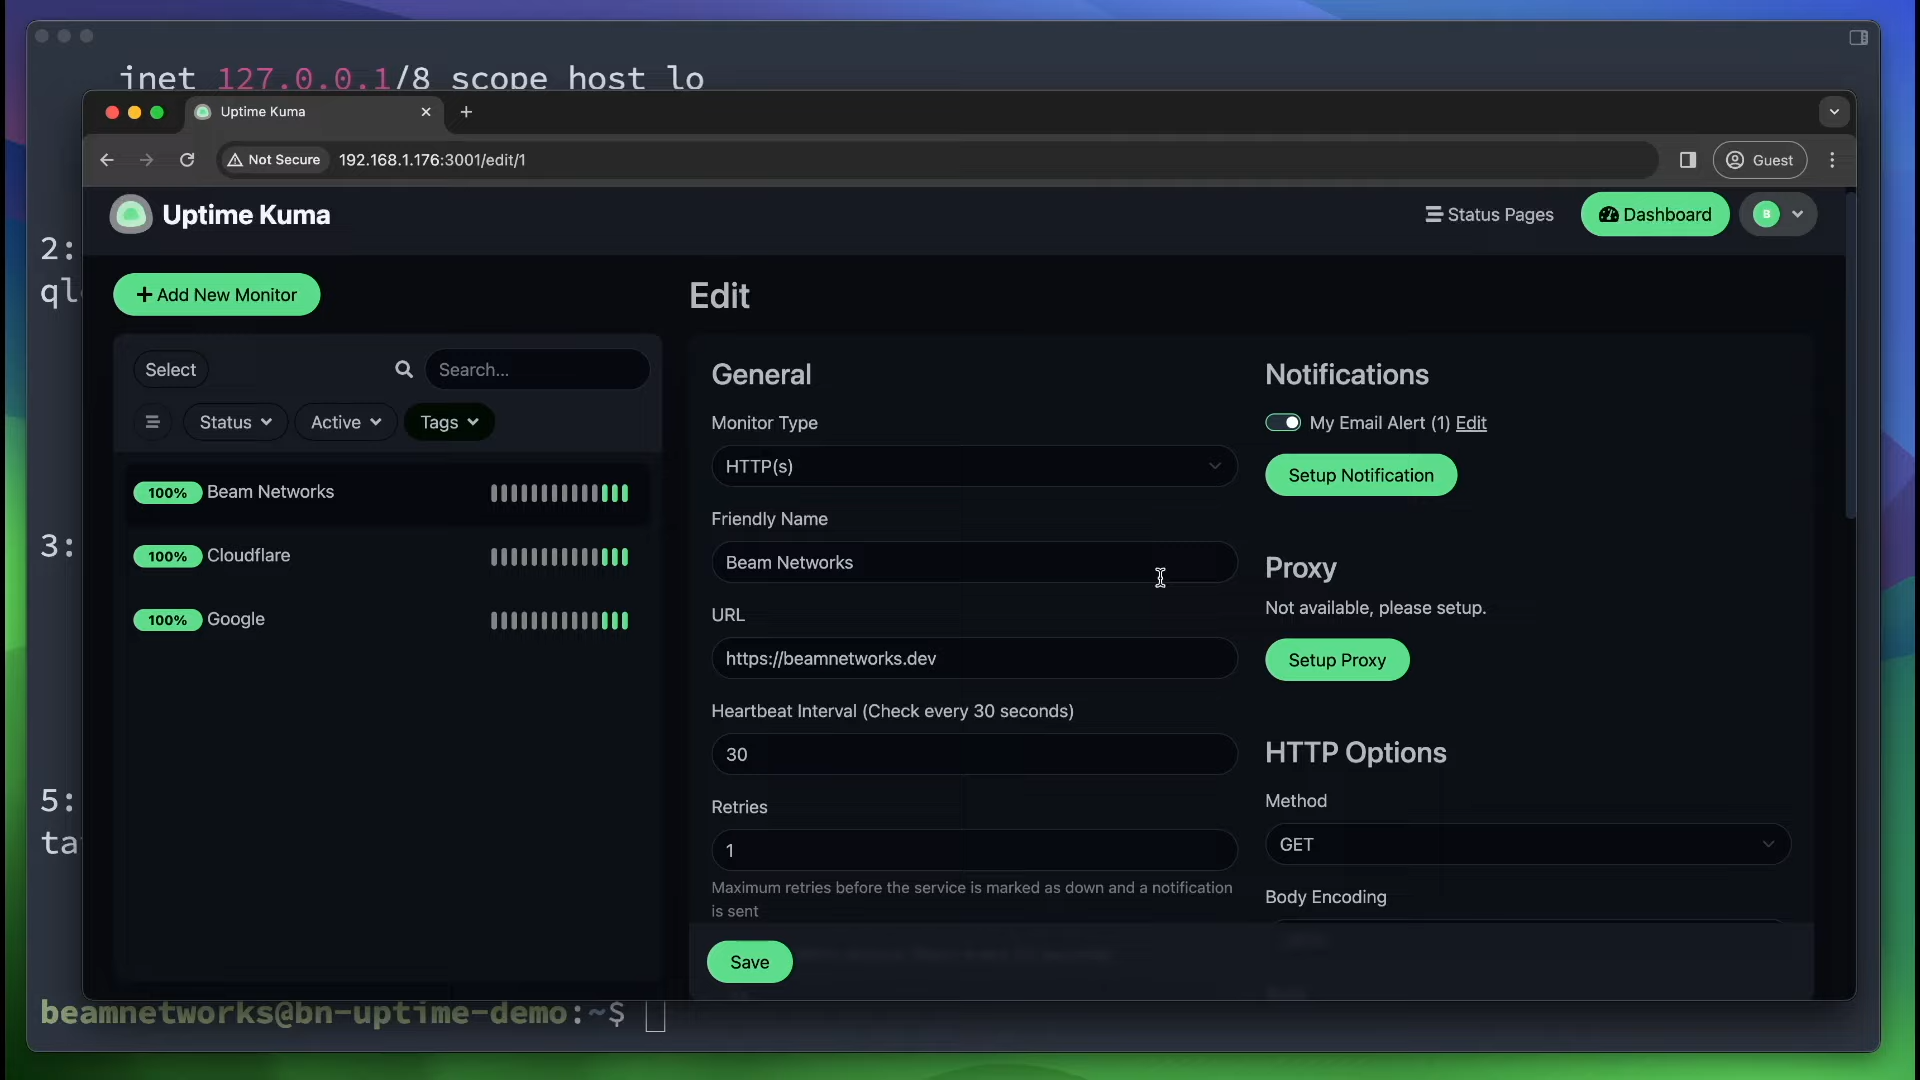 inet 127.0.0.1/8 scope host lo
Uptime Kuma
Not Secure 192.168.1.176:3001/edit/1
Guest
Uptime Kuma
Status Pages
Dashboard
B
2:
Add New Monitor
Edit
Select
Search...
Status
Active
Tags
100% Beam Networks
100% Cloudflare
100% Google
3:
5:
ta
General
Monitor Type
HTTP(s)
Friendly Name
Beam Networks
URL
https://beamnetworks.dev
Heartbeat Interval (Check every 30 seconds)
30
Retries
1
Maximum retries before the service is marked as down and a notification
is sent
Save
Notifications
My Email Alert (1) Edit
Setup Notification
Proxy
Not available, please setup.
Setup Proxy
HTTP Options
Method
GET
Body Encoding
beamnetworks@bn-uptime-demo:~$